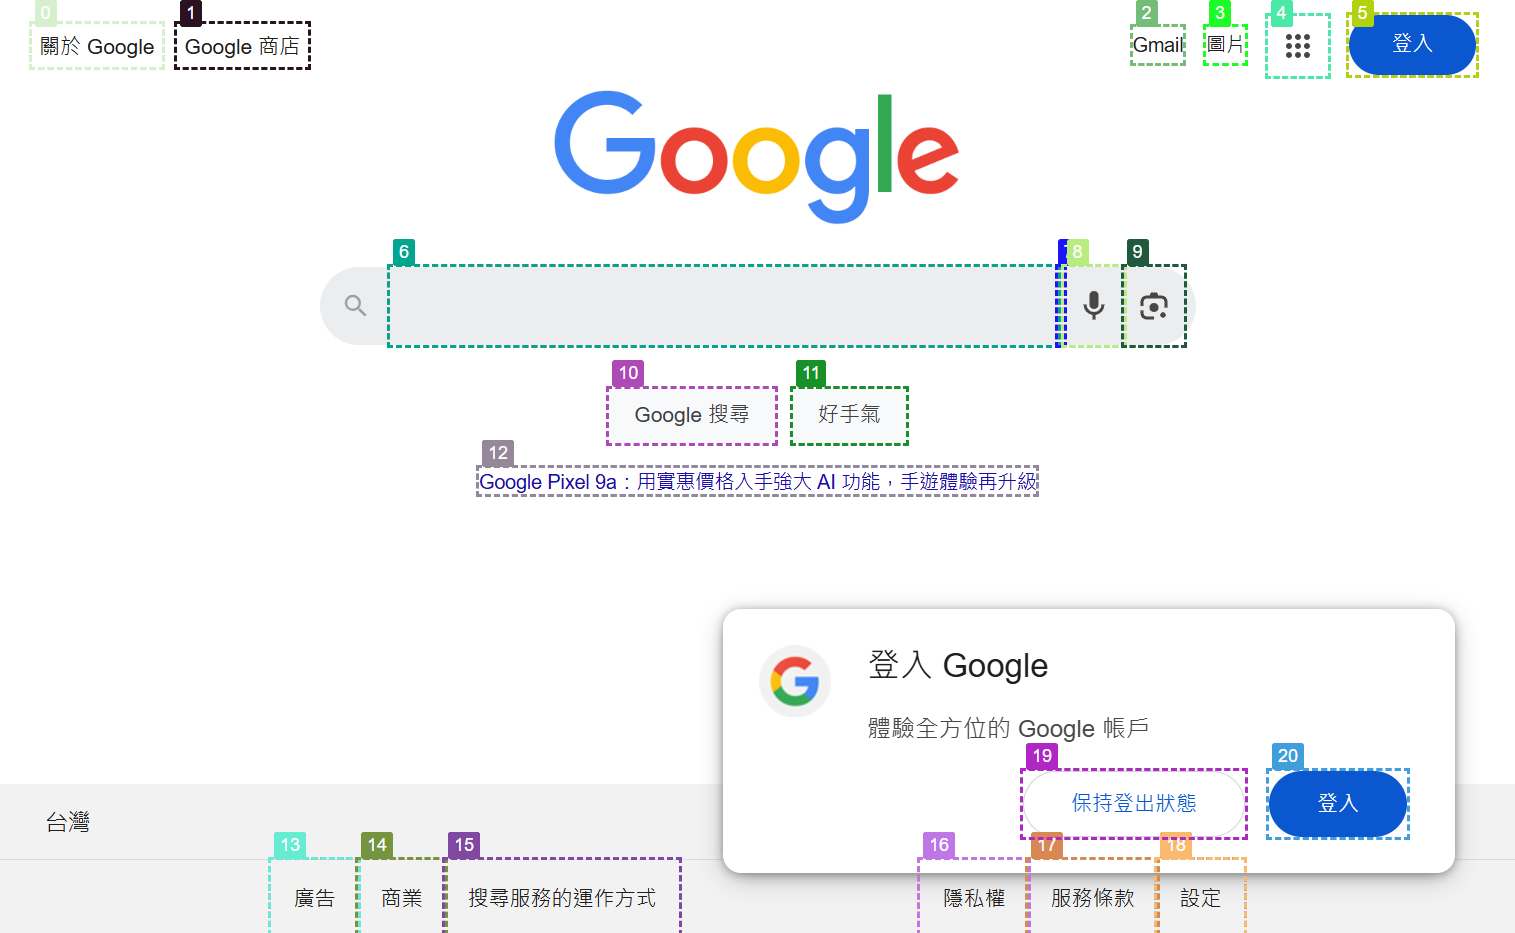 0
1
2
3
4
5
關於 Google
Google 商店
Gmail
圖片
登入
Google
6
8
9
10
11
Google 搜尋
好手氣
12
Google Pixel 9a：用實惠價格入手強大 AI 功能，手遊體驗再升級
登入 Google
體驗全方位的 Google 帳戶
19
20
保持登出狀態
登入
台灣
13
14
15
16
17
18
廣告
商業
搜尋服務的運作方式
隱私權
服務條款
設定